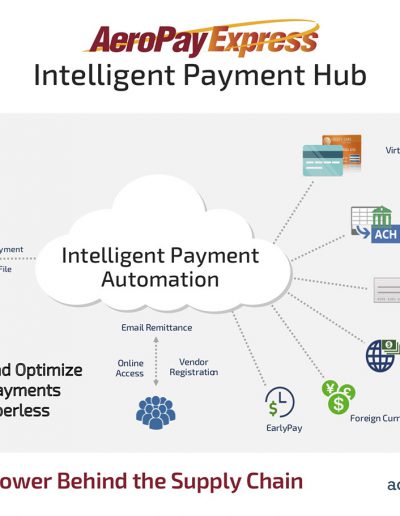 AeroPayExpress
Intelligent Payment Hub
Virt
ACH
yment
File
Intelligent Payment
Automation
Email Remittance
Online
Access
Vendor
Registration
nd Optimize
ayments
perless
EarlyPay
Foreign Curr
ower Behind the Supply Chain